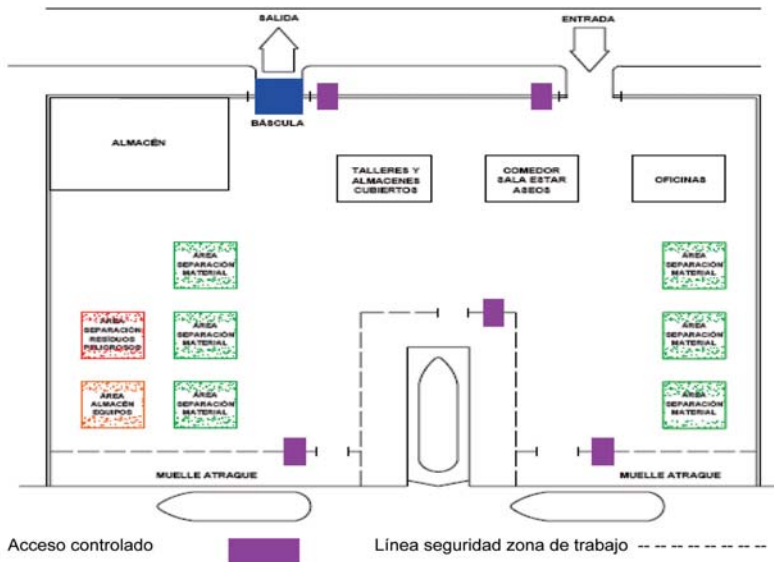 SALIDA
ENTRADA
BÁSCULA
ALMACÉN
TALLERES Y
ALMACENES
CUBIERTOS
COMEDOR
SALA ESTAR
ASEOS
OFICINAS
ÁREA
SEPARACIÓN
MATERIAL
ÁREA
SEPARACIÓN
MATERIAL
ÁREA
SEPARACIÓN
RESÍDUOS
PELIGROSOS
ÁREA
SEPARACIÓN
MATERIAL
ÁREA
SEPARACIÓN
MATERIAL
ÁREA
ALMACÉN
EQUIPOS
ÁREA
SEPARACIÓN
MATERIAL
ÁREA
SEPARACIÓN
MATERIAL
MUELLE ATRAQUE
MUELLE ATRAQUE
Acceso controlado
Línea seguridad zona de trabajo